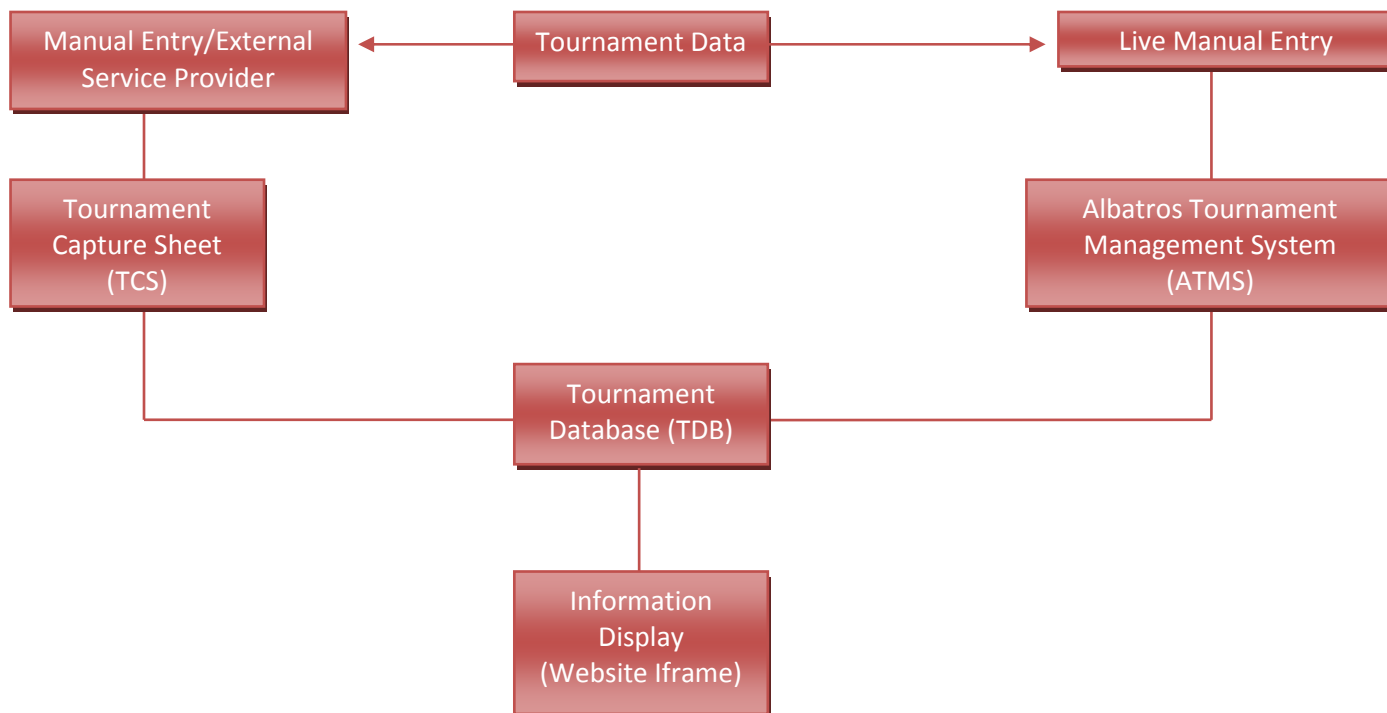 Manual Entry/External
Service Provider
Tournament Data
Live Manual Entry
Tournament
Capture Sheet
(TCS)
Albatros Tournament
Management System
(ATMS)
Tournament
Database (TDB)
Information
Display
(Website Iframe)